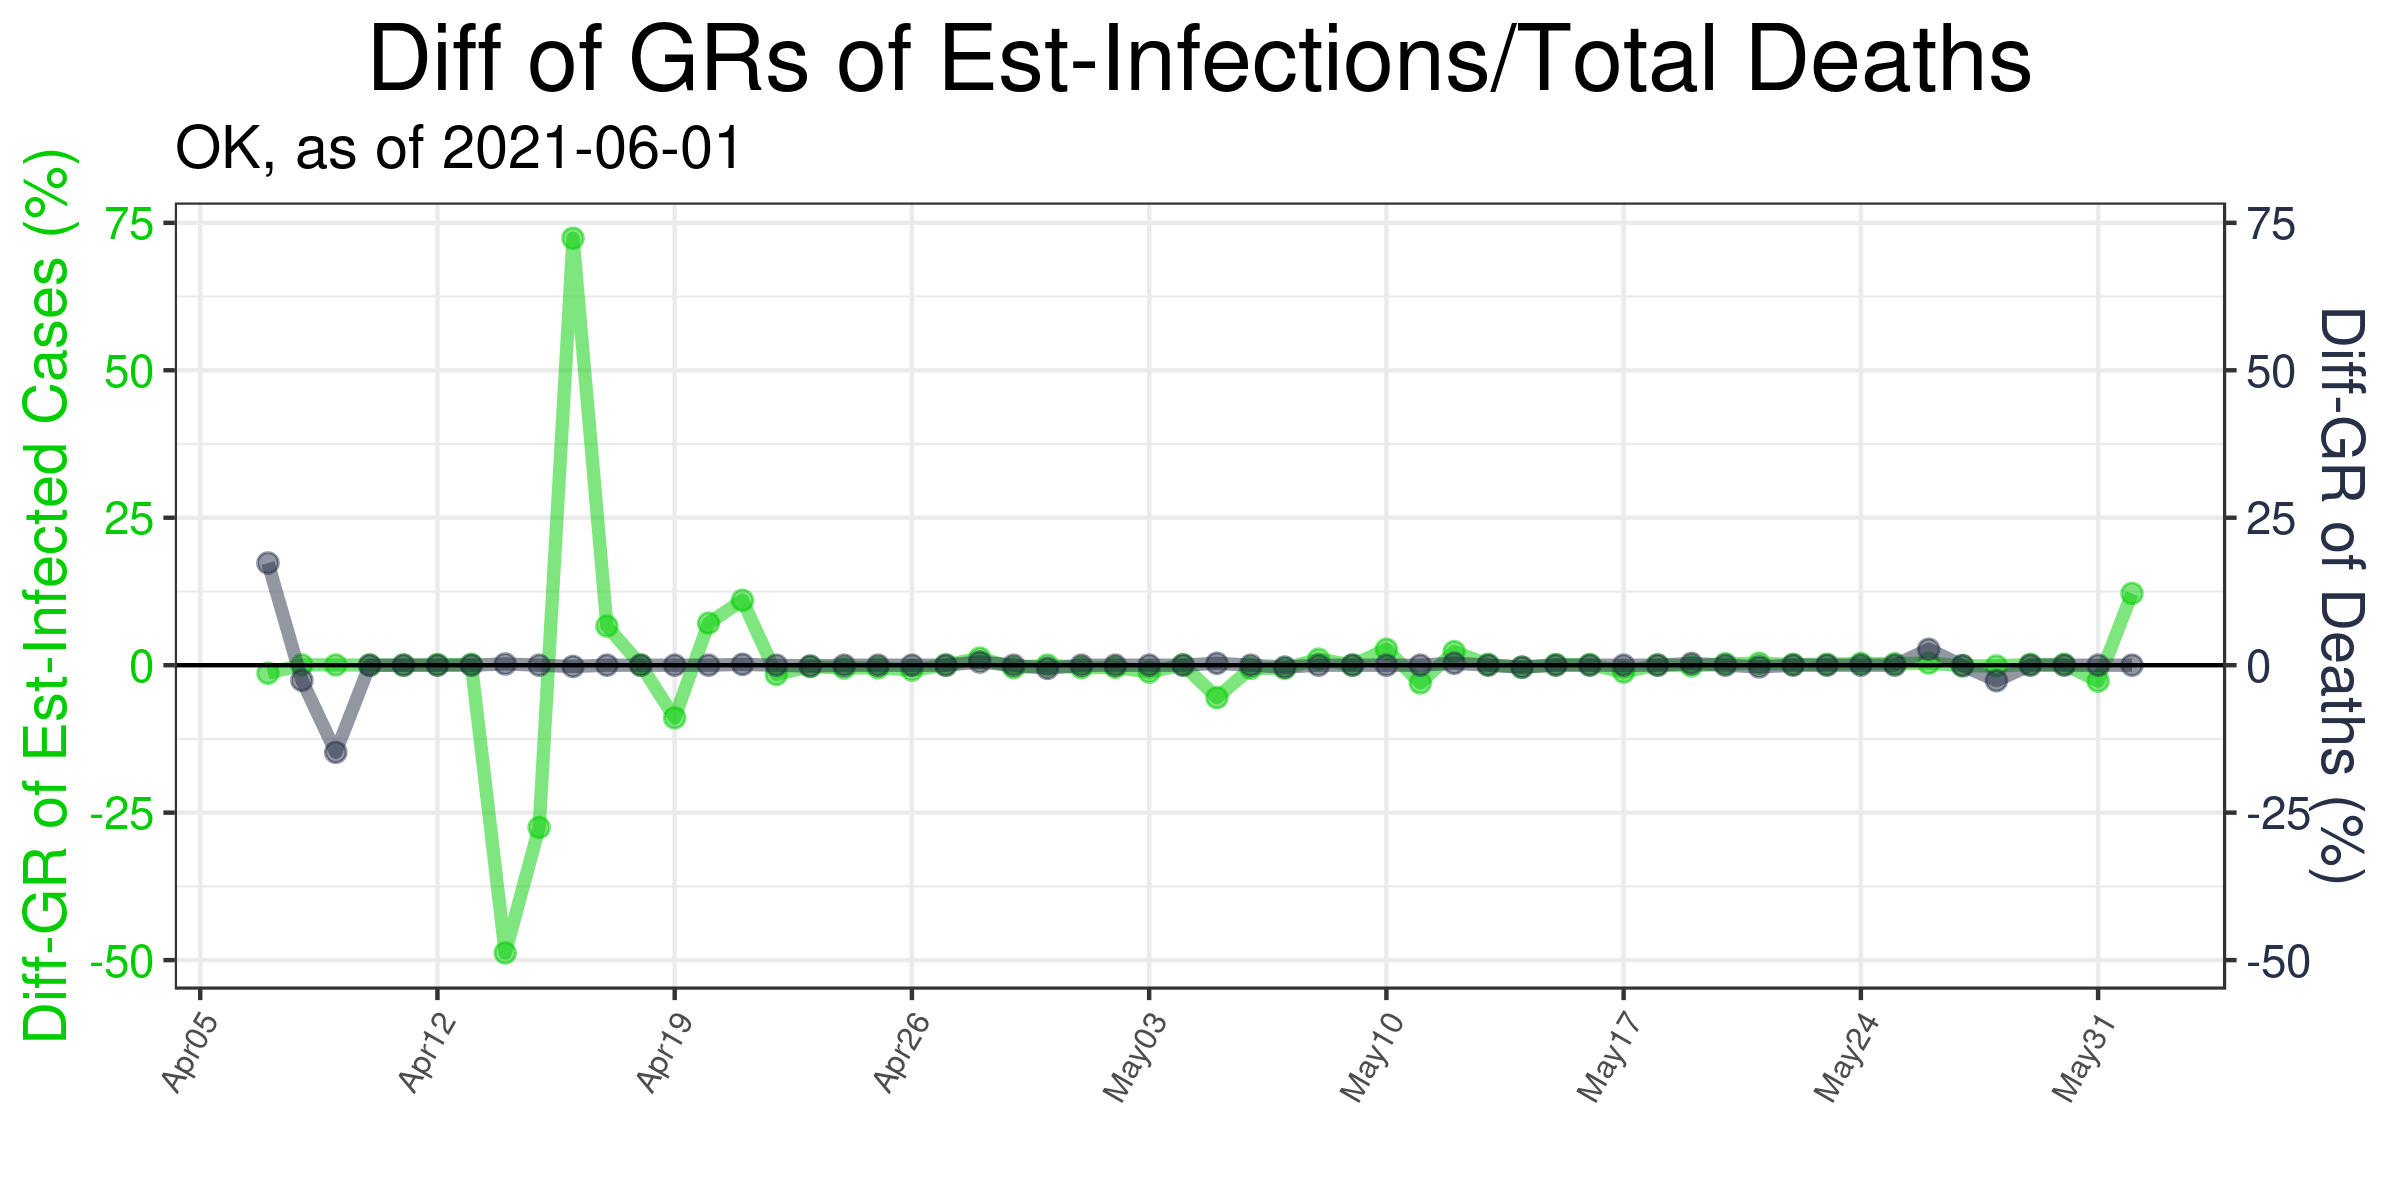 Diff of GRs of Est-Infections/Total Deaths
OK, as of 2021-06-01
Diff-GR of Est-Infected Cases (%)
75
50
25
0
-25
-50
75
50
25
0
-25
-50
Diff-GR of Deaths (%)
Apr05
Apr12
Apr19
Apr26
May03
May10
May17
May24
May31